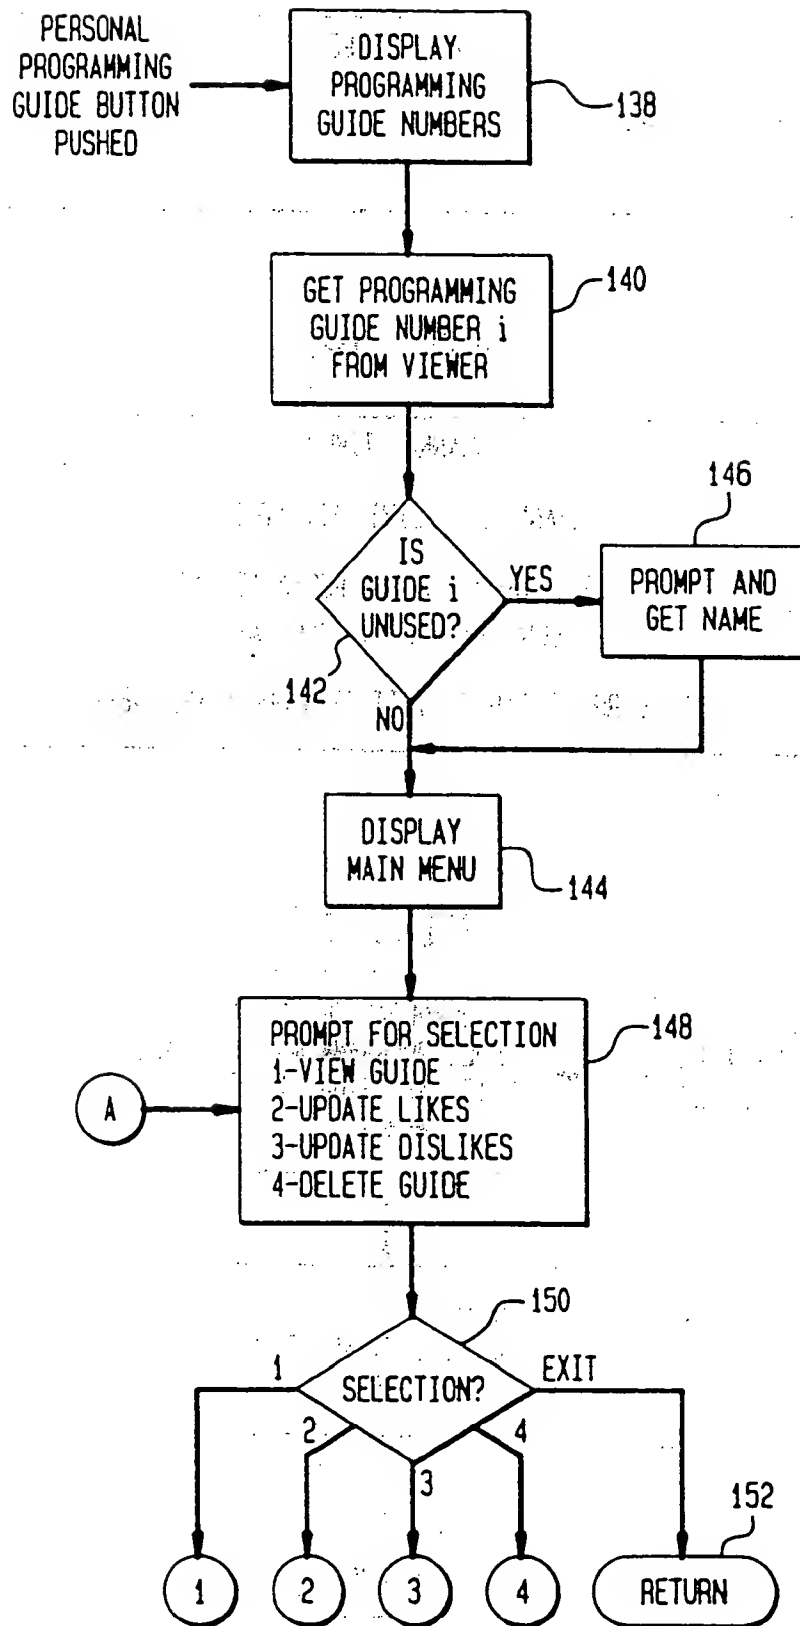 PERSONAL
PROGRAMMING
GUIDE BUTTON
PUSHED
DISPLAY
PROGRAMMING
GUIDE NUMBERS
138
GET PROGRAMMING
GUIDE NUMBER i
FROM VIEWER
140
IS
GUIDE i
UNUSED?
142
YES
NO
146
PROMPT AND
GET NAME
DISPLAY
MAIN MENU
144
A
PROMPT FOR SELECTION
1-VIEW GUIDE
2-UPDATE LIKES
3-UPDATE DISLIKES
4-DELETE GUIDE
148
150
SELECTION?
1
2
3
4
EXIT
152
1
2
3
4
RETURN